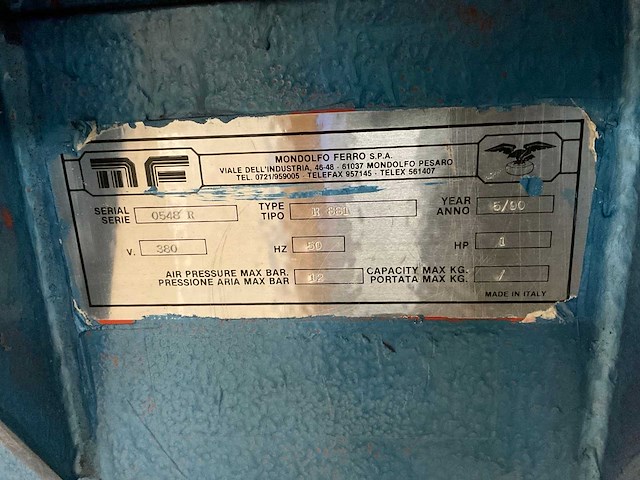 MF
MONDOLFO FERRO S.P.A.
VIALE DELL'INDUSTRIA, 46-48 - 61037 MONDOLFO PESARO
TEL. 0721/959005 - TELEFAX 957145 - TELEX 561407
SERIAL SERIE 0548 R TYPE TIPO YEAR ANNO 5/90
V. 380 HZ 50 HP 1
AIR PRESSURE MAX BAR. PRESSIONE ARIA MAX BAR 12 CAPACITY MAX KG. PORTATA MAX KG. /
MADE IN ITALY